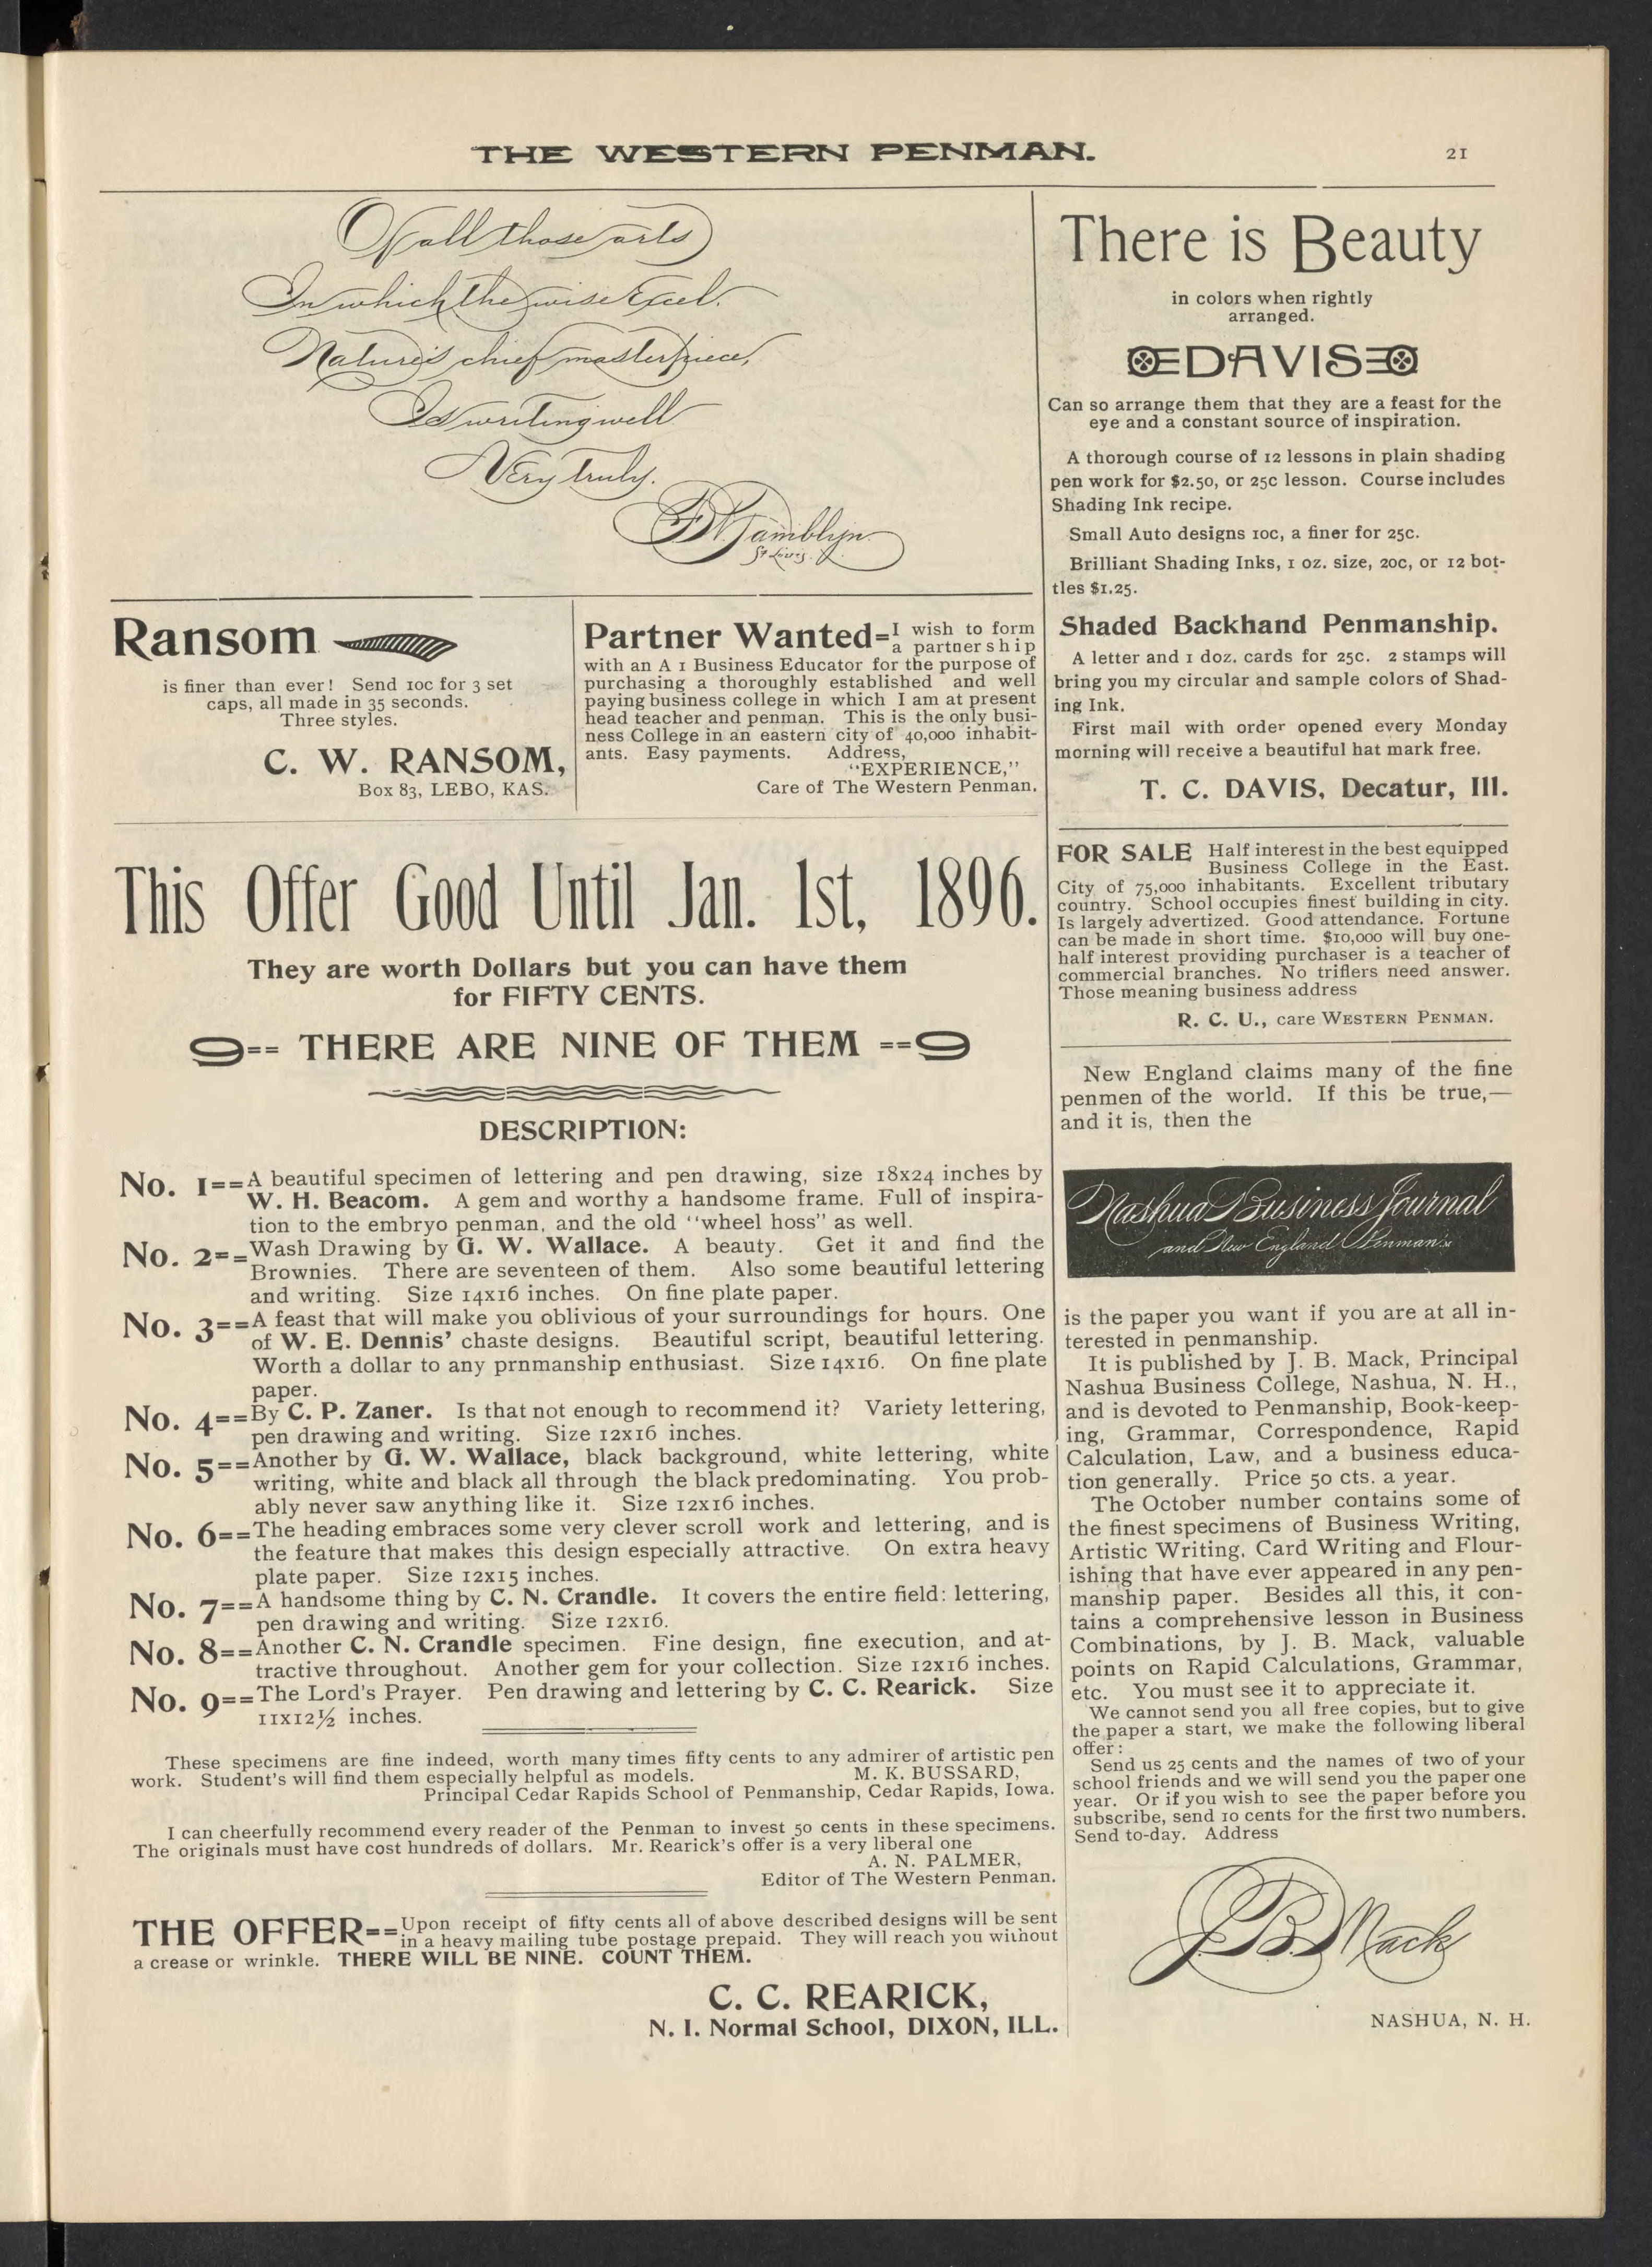 THE WESTERN PENMAN.
21
Of all those arts
In which the wise Excel.
Nature's chief masterpiece,
Is writing well
Very truly.
F W Tamblyn.
St Louis.
Ransom
is finer than ever! Send 10c for 3 set
caps, all made in 35 seconds.
Three styles.
C. W. RANSOM,
Box 83, LEBO, KAS.
Partner Wanted=I wish to form
a partnership
with an A 1 Business Educator for the purpose of
purchasing a thoroughly established and well
paying business college in which I am at present
head teacher and penman. This is the only busi-
ness College in an eastern city of 40,000 inhabit-
ants. Easy payments. Address,
"EXPERIENCE,"
Care of The Western Penman.
This Offer Good Until Jan. 1st, 1896.
They are worth Dollars but you can have them
for FIFTY CENTS.
9== THERE ARE NINE OF THEM ==9
DESCRIPTION:
No. 1==A beautiful specimen of lettering and pen drawing, size 18x24 inches by
W. H. Beacom. A gem and worthy a handsome frame. Full of inspira-
tion to the embryo penman, and the old "wheel hoss" as well.
No. 2==Wash Drawing by G. W. Wallace. A beauty. Get it and find the
Brownies. There are seventeen of them. Also some beautiful lettering
and writing. Size 14x16 inches. On fine plate paper.
No. 3==A feast that will make you oblivious of your surroundings for hours. One
of W. E. Dennis' chaste designs. Beautiful script, beautiful lettering.
Worth a dollar to any prnmanship enthusiast. Size 14x16. On fine plate
paper.
No. 4==By C. P. Zaner. Is that not enough to recommend it? Variety lettering,
pen drawing and writing. Size 12x16 inches.
No. 5==Another by G. W. Wallace, black background, white lettering, white
writing, white and black all through the black predominating. You prob-
ably never saw anything like it. Size 12x16 inches.
No. 6==The heading embraces some very clever scroll work and lettering, and is
the feature that makes this design especially attractive. On extra heavy
plate paper. Size 12x15 inches.
No. 7==A handsome thing by C. N. Crandle. It covers the entire field: lettering,
pen drawing and writing. Size 12x16.
No. 8==Another C. N. Crandle specimen. Fine design, fine execution, and at-
tractive throughout. Another gem for your collection. Size 12x16 inches.
No. 9==The Lord's Prayer. Pen drawing and lettering by C. C. Rearick. Size
11x12½ inches.
These specimens are fine indeed, worth many times fifty cents to any admirer of artistic pen
work. Student's will find them especially helpful as models. M. K. BUSSARD,
Principal Cedar Rapids School of Penmanship, Cedar Rapids, Iowa.
I can cheerfully recommend every reader of the Penman to invest 50 cents in these specimens.
The originals must have cost hundreds of dollars. Mr. Rearick's offer is a very liberal one
A. N. PALMER,
Editor of The Western Penman.
THE OFFER==Upon receipt of fifty cents all of above described designs will be sent
in a heavy mailing tube postage prepaid. They will reach you without
a crease or wrinkle. THERE WILL BE NINE. COUNT THEM.
C. C. REARICK,
N. I. Normal School, DIXON, ILL.
There is Beauty
in colors when rightly
arranged.
DAVIS
Can so arrange them that they are a feast for the
eye and a constant source of inspiration.
A thorough course of 12 lessons in plain shading
pen work for $2.50, or 25c lesson. Course includes
Shading Ink recipe.
Small Auto designs 10c, a finer for 25c.
Brilliant Shading Inks, 1 oz. size, 20c, or 12 bot-
tles $1.25.
Shaded Backhand Penmanship.
A letter and 1 doz. cards for 25c. 2 stamps will
bring you my circular and sample colors of Shad-
ing Ink.
First mail with order opened every Monday
morning will receive a beautiful hat mark free.
T. C. DAVIS, Decatur, Ill.
FOR SALE Half interest in the best equipped
Business College in the East.
City of 75,000 inhabitants. Excellent tributary
country. School occupies finest building in city.
Is largely advertized. Good attendance. Fortune
can be made in short time. $10,000 will buy one-
half interest providing purchaser is a teacher of
commercial branches. No triflers need answer.
Those meaning business address
R. C. U., care WESTERN PENMAN.
New England claims many of the fine
penmen of the world. If this be true,—
and it is, then the
Nashua Business Journal
and New England Penman
is the paper you want if you are at all in-
terested in penmanship.
It is published by J. B. Mack, Principal
Nashua Business College, Nashua, N. H.,
and is devoted to Penmanship, Book-keep-
ing, Grammar, Correspondence, Rapid
Calculation, Law, and a business educa-
tion generally. Price 50 cts. a year.
The October number contains some of
the finest specimens of Business Writing,
Artistic Writing, Card Writing and Flour-
ishing that have ever appeared in any pen-
manship paper. Besides all this, it con-
tains a comprehensive lesson in Business
Combinations, by J. B. Mack, valuable
points on Rapid Calculations, Grammar,
etc. You must see it to appreciate it.
We cannot send you all free copies, but to give
the paper a start, we make the following liberal
offer:
Send us 25 cents and the names of two of your
school friends and we will send you the paper one
year. Or if you wish to see the paper before you
subscribe, send 10 cents for the first two numbers.
Send to-day. Address
J B Mack
NASHUA, N. H.